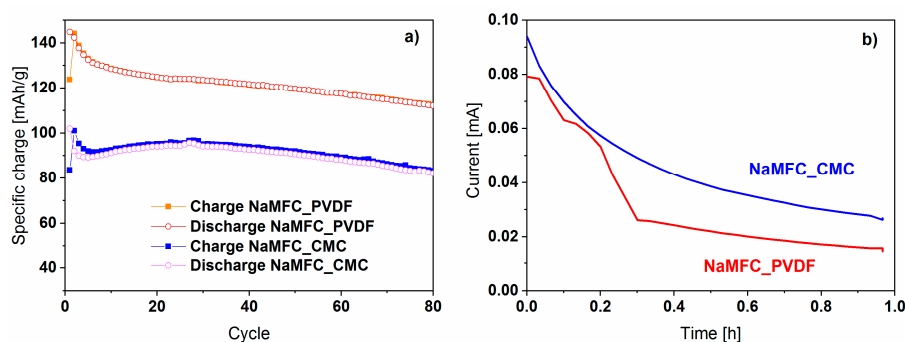 a)
Specific charge [mAh/g]
140
120
100
80
60
40
Charge NaMFC_PVDF
Discharge NaMFC_PVDF
Charge NaMFC_CMC
Discharge NaMFC_CMC
0 20 40 60 80
Cycle
b)
Current [mA]
0.10
0.08
0.06
0.04
0.02
0.00
NaMFC_CMC
NaMFC_PVDF
0.0 0.2 0.4 0.6 0.8 1.0
Time [h]